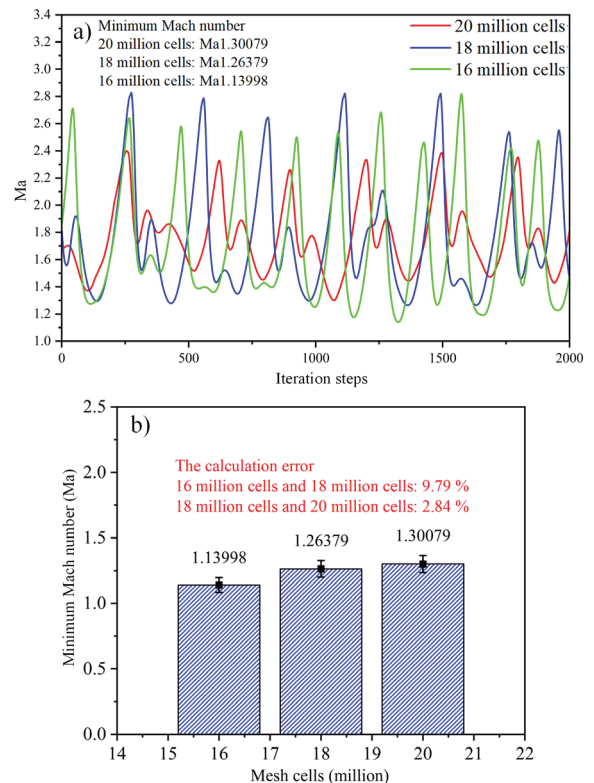 a)
Minimum Mach number
20 million cells: Ma1.30079
18 million cells: Ma1.26379
16 million cells: Ma1.13998
20 million cells
18 million cells
16 million cells
3.4
3.2
3.0
2.8
2.6
2.4
2.2
2.0
1.8
1.6
1.4
1.2
1.0
Ma
0
500
1000
1500
2000
Iteration steps
b)
The calculation error
16 million cells and 18 million cells: 9.79 %
18 million cells and 20 million cells: 2.84 %
1.13998
1.26379
1.30079
2.5
2.0
1.5
1.0
0.5
0.0
Minimum Mach number (Ma)
14 15 16 17 18 19 20 21 22
Mesh cells (million)